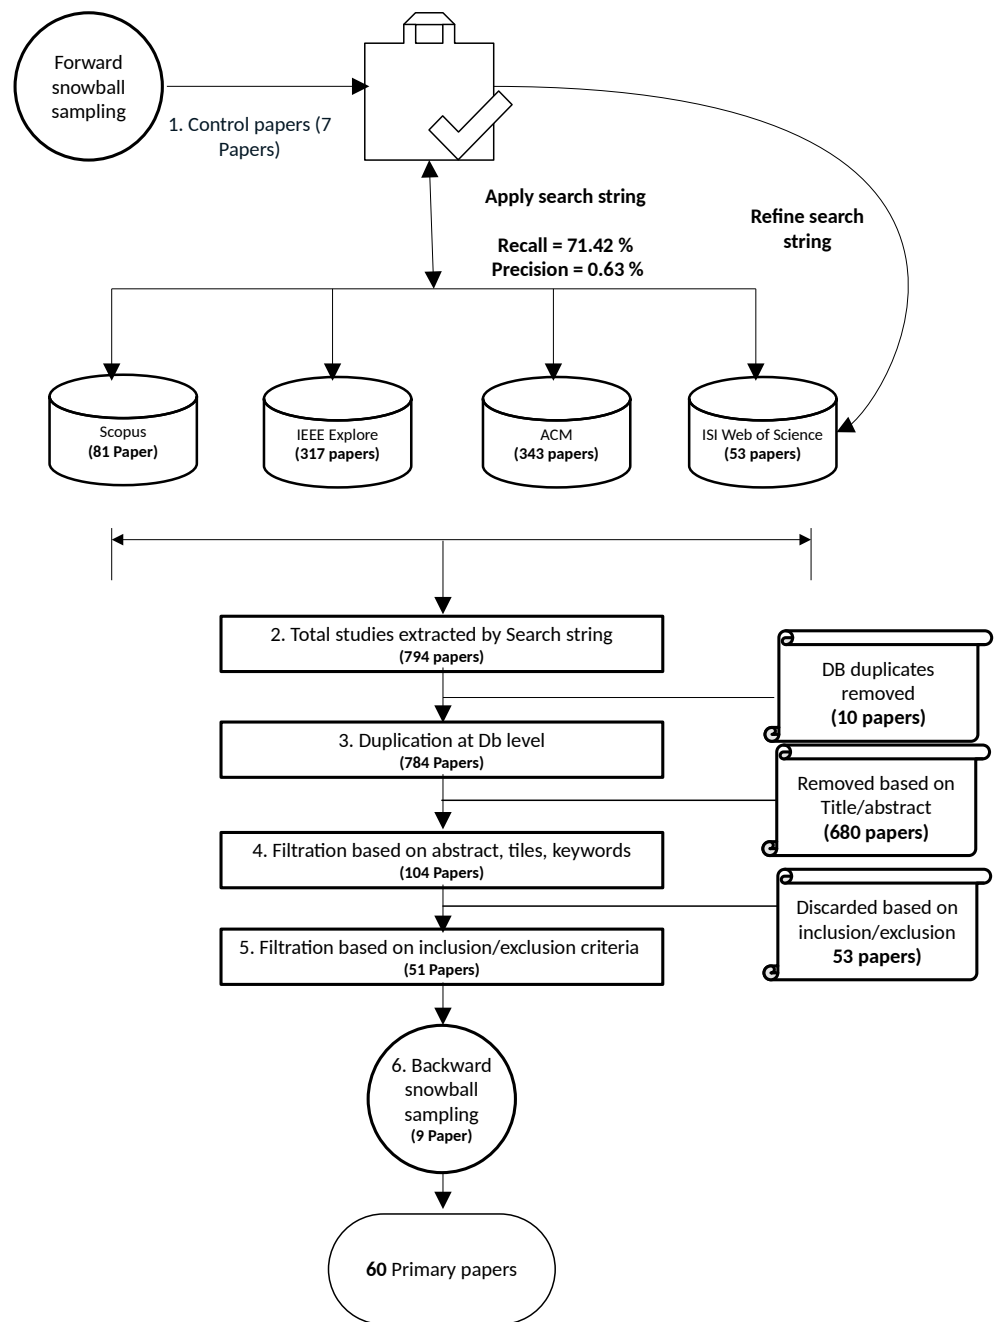 Forward
snowball
sampling
1. Control papers (7
Papers)
Apply search string
Recall = 71.42 %
Precision = 0.63 %
Refine search
string
Scopus
(81 Paper)
IEEE Explore
(317 papers)
ACM
(343 papers)
ISI Web of Science
(53 papers)
2. Total studies extracted by Search string
(794 papers)
DB duplicates
removed
(10 papers)
3. Duplication at Db level
(784 Papers)
Removed based on
Title/abstract
(680 papers)
4. Filtration based on abstract, tiles, keywords
(104 Papers)
Discarded based on
inclusion/exclusion
53 papers)
5. Filtration based on inclusion/exclusion criteria
(51 Papers)
6. Backward
snowball
sampling
(9 Paper)
60 Primary papers